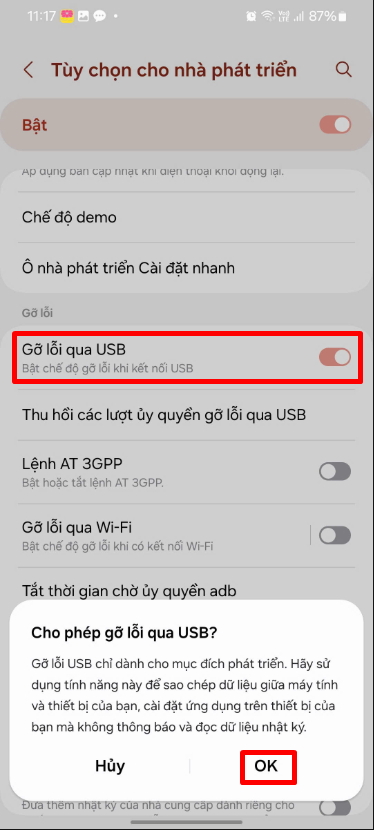 11:17
87%
Tùy chọn cho nhà phát triển
Bật
Áp dụng bản cập nhật khi điện thoại khởi động lại.
Chế độ demo
Ô nhà phát triển Cài đặt nhanh
Gỡ lỗi
Gỡ lỗi qua USB
Bật chế độ gỡ lỗi khi kết nối USB
Thu hồi các lượt ủy quyền gỡ lỗi qua USB
Lệnh AT 3GPP
Bật hoặc tắt lệnh AT 3GPP.
Gỡ lỗi qua Wi-Fi
Bật chế độ gỡ lỗi khi có kết nối Wi-Fi
Tắt thời gian chờ ủy quyền adb
Cho phép gỡ lỗi qua USB?
Gỡ lỗi USB chỉ dành cho mục đích phát triển. Hãy sử
dụng tính năng này để sao chép dữ liệu giữa máy tính
và thiết bị của bạn, cài đặt ứng dụng trên thiết bị của
bạn mà không thông báo và đọc dữ liệu nhật ký.
Hủy
OK
Đưa thêm nhật ký của nhà cung cấp dành riêng cho